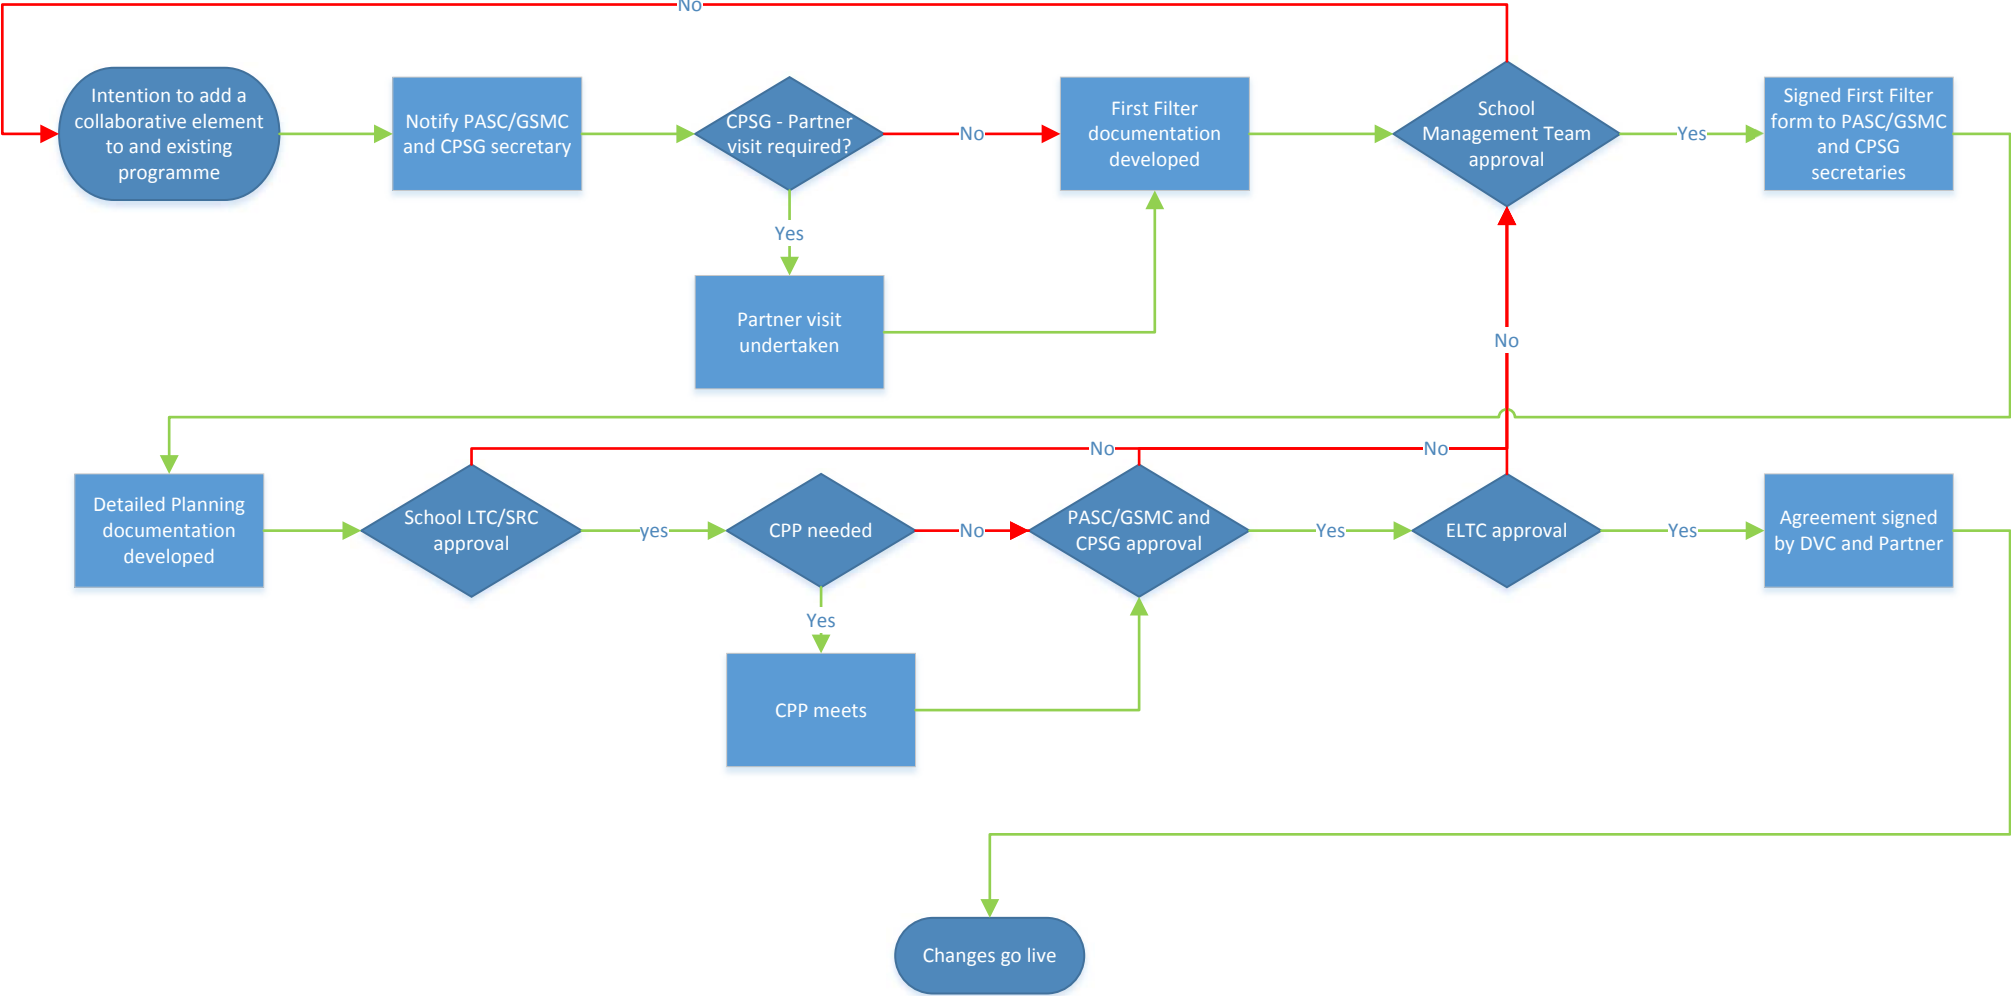 No
Intention to add a
collaborative element
to and existing
programme
Notify PASC/GSMC
and CPSG secretary
CPSG - Partner
visit required?
No
First Filter
documentation
developed
School
Management Team
approval
Yes
Signed First Filter
form to PASC/GSMC
and CPSG
secretaries
Yes
Partner visit
undertaken
No
No
No
Detailed Planning
documentation
developed
School LTC/SRC
approval
yes
CPP needed
No
PASC/GSMC and
CPSG approval
Yes
ELTC approval
Yes
Agreement signed
by DVC and Partner
Yes
CPP meets
Changes go live